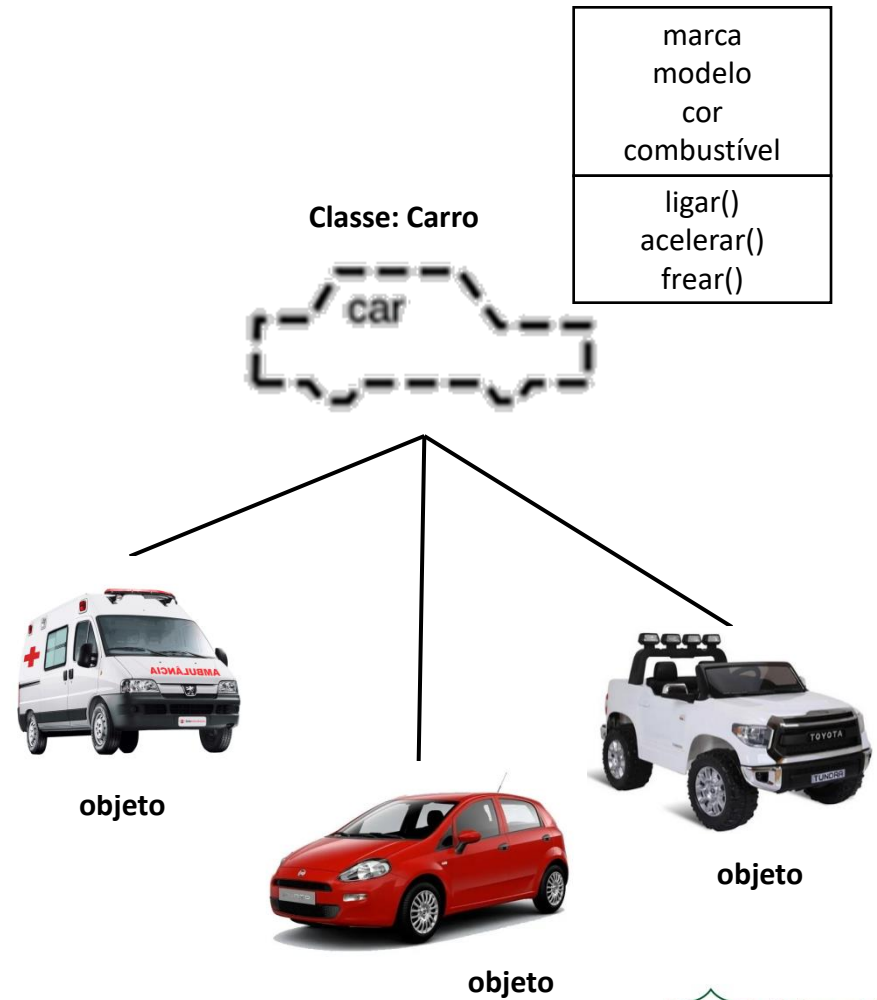 marca
modelo
cor
combustível
ligar()
acelerar()
frear()
Classe: Carro
car
AMBULÂNCIA
TOYOTA
TUNDRA
objeto
objeto
objeto